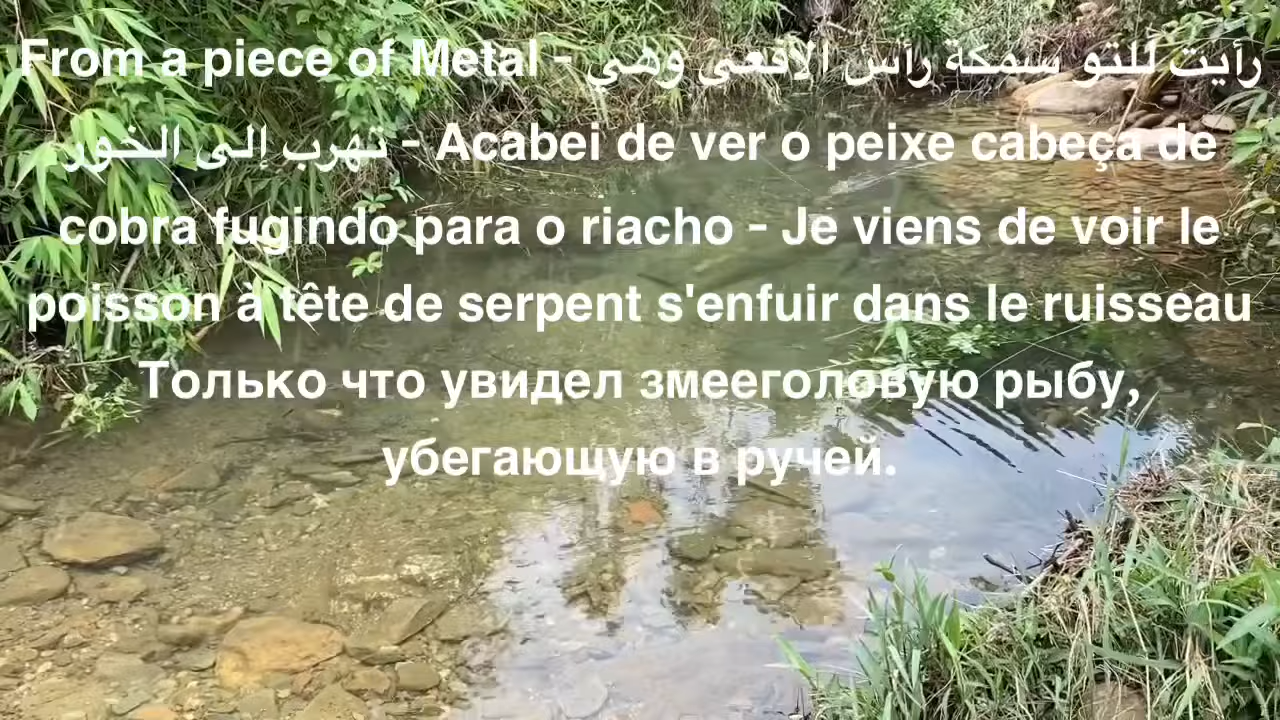 From a piece of Metal - رأيت للتو سمكة رأس الأفعى وهي
تهرب إلى الخور - Acabei de ver o peixe cabeça de
cobra fugindo para o riacho - Je viens de voir le
poisson à tête de serpent s'enfuir dans le ruisseau
Только что увидел змееголовую рыбу,
убегающую в ручей.